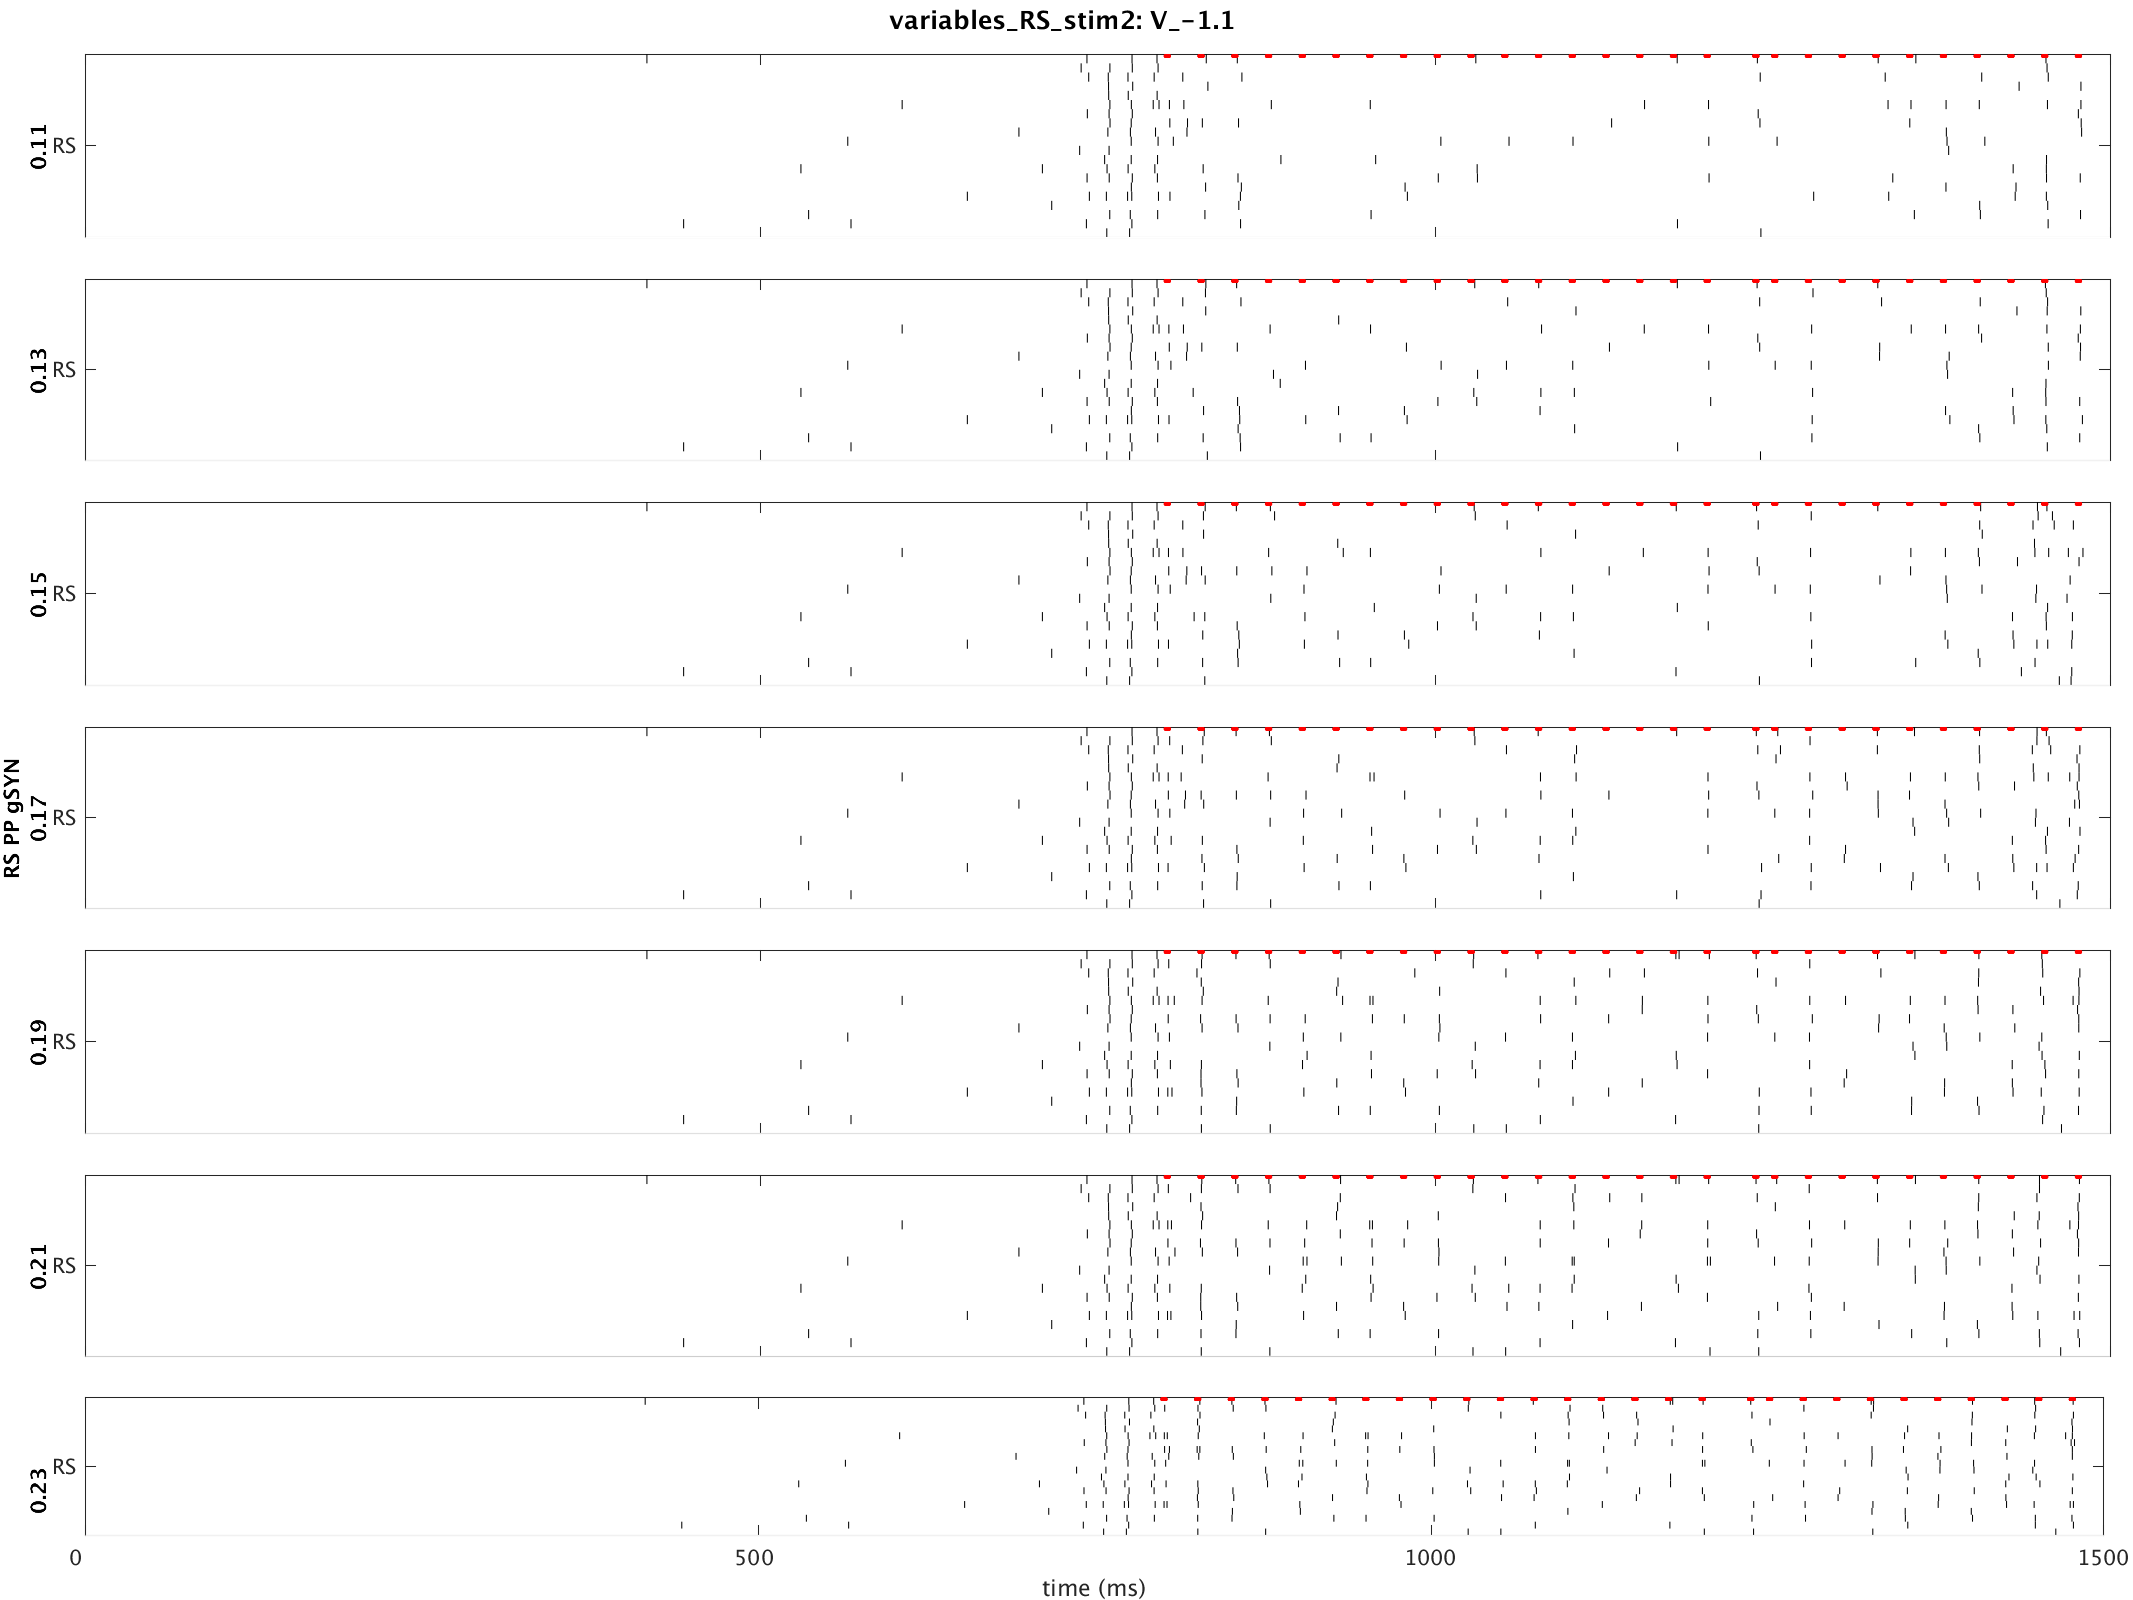 variables_RS_stim2: V_-1.1
0.11
RS
0.13
RS
0.15
RS
RS PP gSYN
0.17
RS
0.19
RS
0.21
RS
0.23
RS
0
500
1000
1500
time (ms)